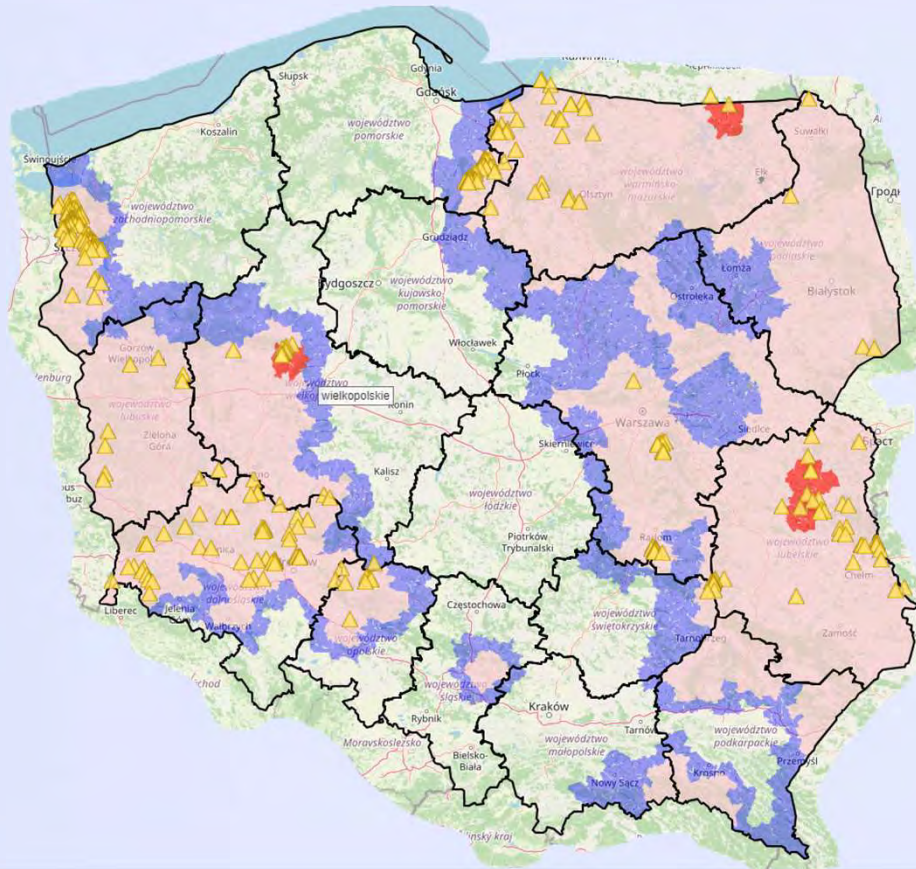 Gdynia
Słupsk
Gdańsk
Koszalin
województwo
pomorskie
Suwałki
Świnoujście
województwo
warmińsko
mazurskie
Ełk
Olsztyn
województwo
zachodniopomorskie
Grudziądz
Łomża
Ostrołęka
województwo
podlaskie
Białystok
Bydgoszcz
województwo
kujawsko
pomorskie
Włocławek
Gorzów
Wielkopolski
Płock
wielkopolskie
Konin
województwo
lubuskie
Zielona
Góra
Warszawa
Siedlce
Брэст
Skierniewice
Kalisz
województwo
łódzkie
Piotrków
Trybunalski
Radom
województwo
lubelskie
Chełm
Liberec
Jelenia
Wałbrzych
dolnośląskie
Częstochowa
województwo
świętokrzyskie
Tarnobrzeg
Zamość
województwo
opolskie
województwo
śląskie
Rybnik
Kraków
województwo
małopolskie
Tarnów
województwo
podkarpackie
Przemyśl
Moravskoslezsko
Bielsko-
Biała
Nowy Sącz
Krosno